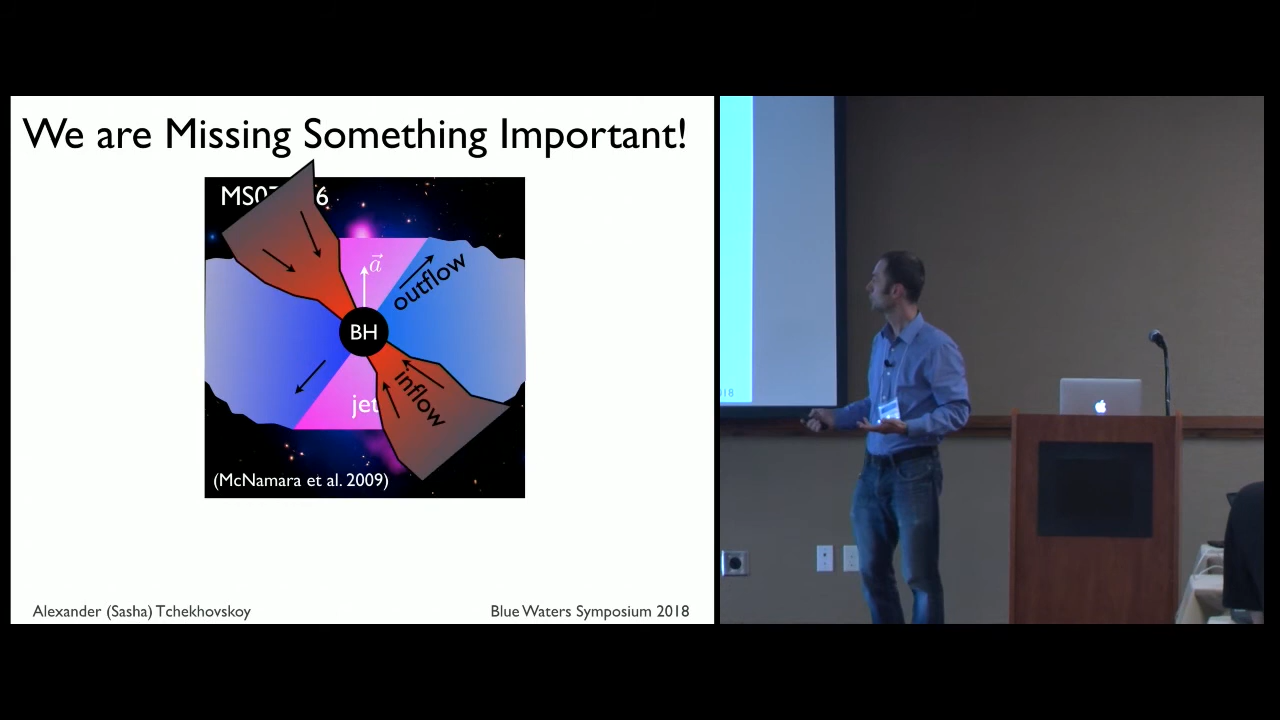 We are Missing Something Important!
a
outflow
BH
inflow
jet
(McNamara et al. 2009)
Alexander (Sasha) Tchekhovskoy
Blue Waters Symposium 2018